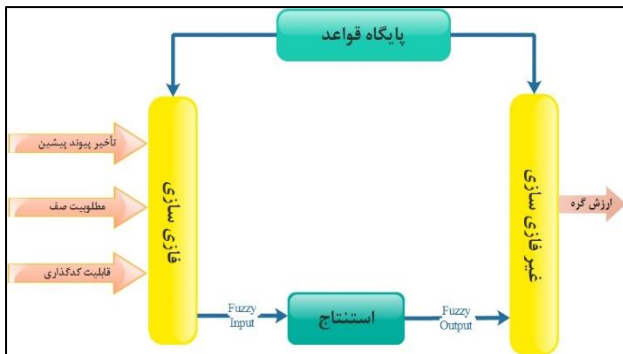 پایگاه قواعد
تأخیر پیوند پیشین
مطلوبیت صف
قابلیت کدگذاری
فازی سازی
غیر فازی سازی
ارزش گره
Fuzzy
Input
استنتاج
Fuzzy
Output